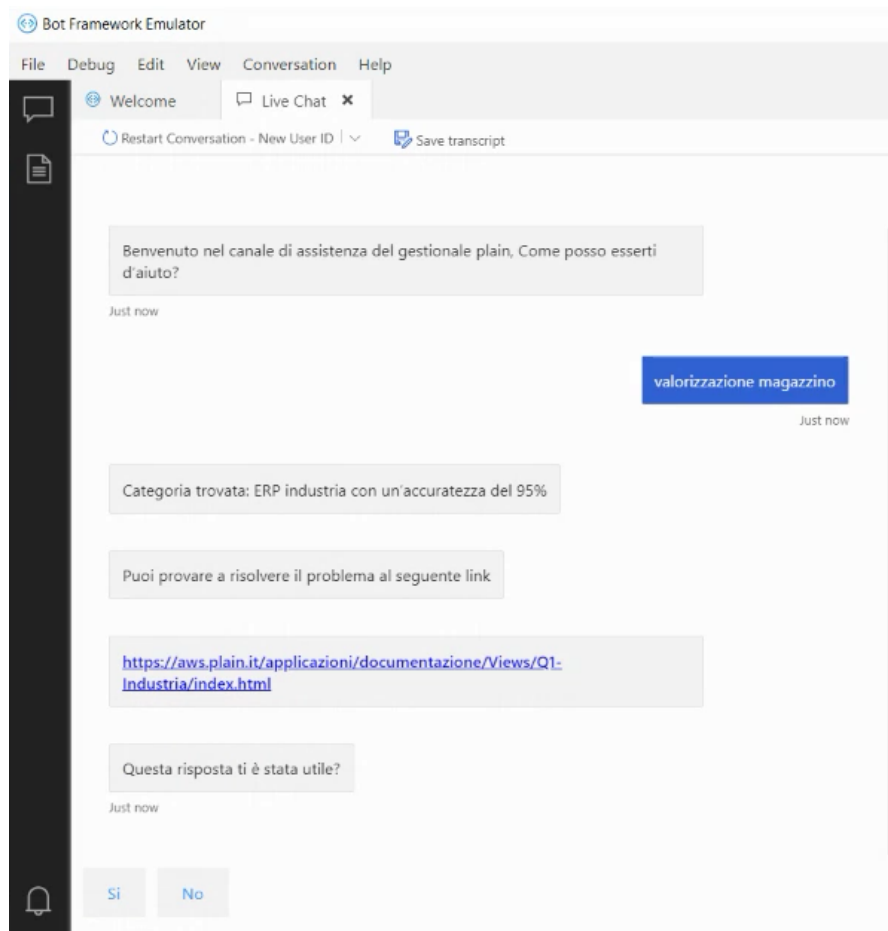 Bot Framework Emulator
File Debug Edit View Conversation Help
Welcome Live Chat
Restart Conversation - New User ID Save transcript
Benvenuto nel canale di assistenza del gestionale plain, Come posso esserti
d'aiuto?
Just now
valorizzazione magazzino
Just now
Categoria trovata: ERP industria con un'accuratezza del 95%
Puoi provare a risolvere il problema al seguente link
https://aws.plain.it/applicazioni/documentazione/Views/Q1-
Industria/index.html
Questa risposta ti è stata utile?
Just now
Si No